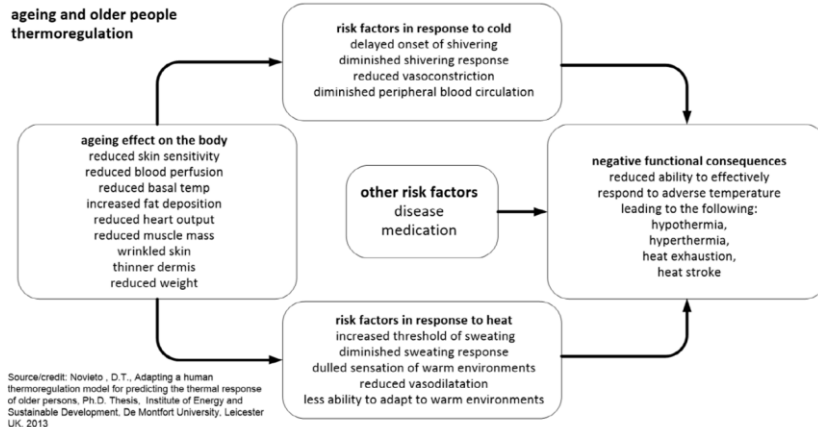 ageing and older people
thermoregulation
risk factors in response to cold
delayed onset of shivering
diminished shivering response
reduced vasoconstriction
diminished peripheral blood circulation
ageing effect on the body
reduced skin sensitivity
reduced blood perfusion
reduced basal temp
increased fat deposition
reduced heart output
reduced muscle mass
wrinkled skin
thinner dermis
reduced weight
other risk factors
disease
medication
negative functional consequences
reduced ability to effectively
respond to adverse temperature
leading to the following:
hypothermia,
hyperthermia,
heat exhaustion,
heat stroke
risk factors in response to heat
increased threshold of sweating
diminished sweating response
dulled sensation of warm environments
reduced vasodilatation
less ability to adapt to warm environments
Source/credit: Novieto , D.T., Adapting a human
thermoregulation model for predicting the thermal response
of older persons, Ph.D. Thesis, Institute of Energy and
Sustainable Development, De Montfort University, Leicester
UK, 2013